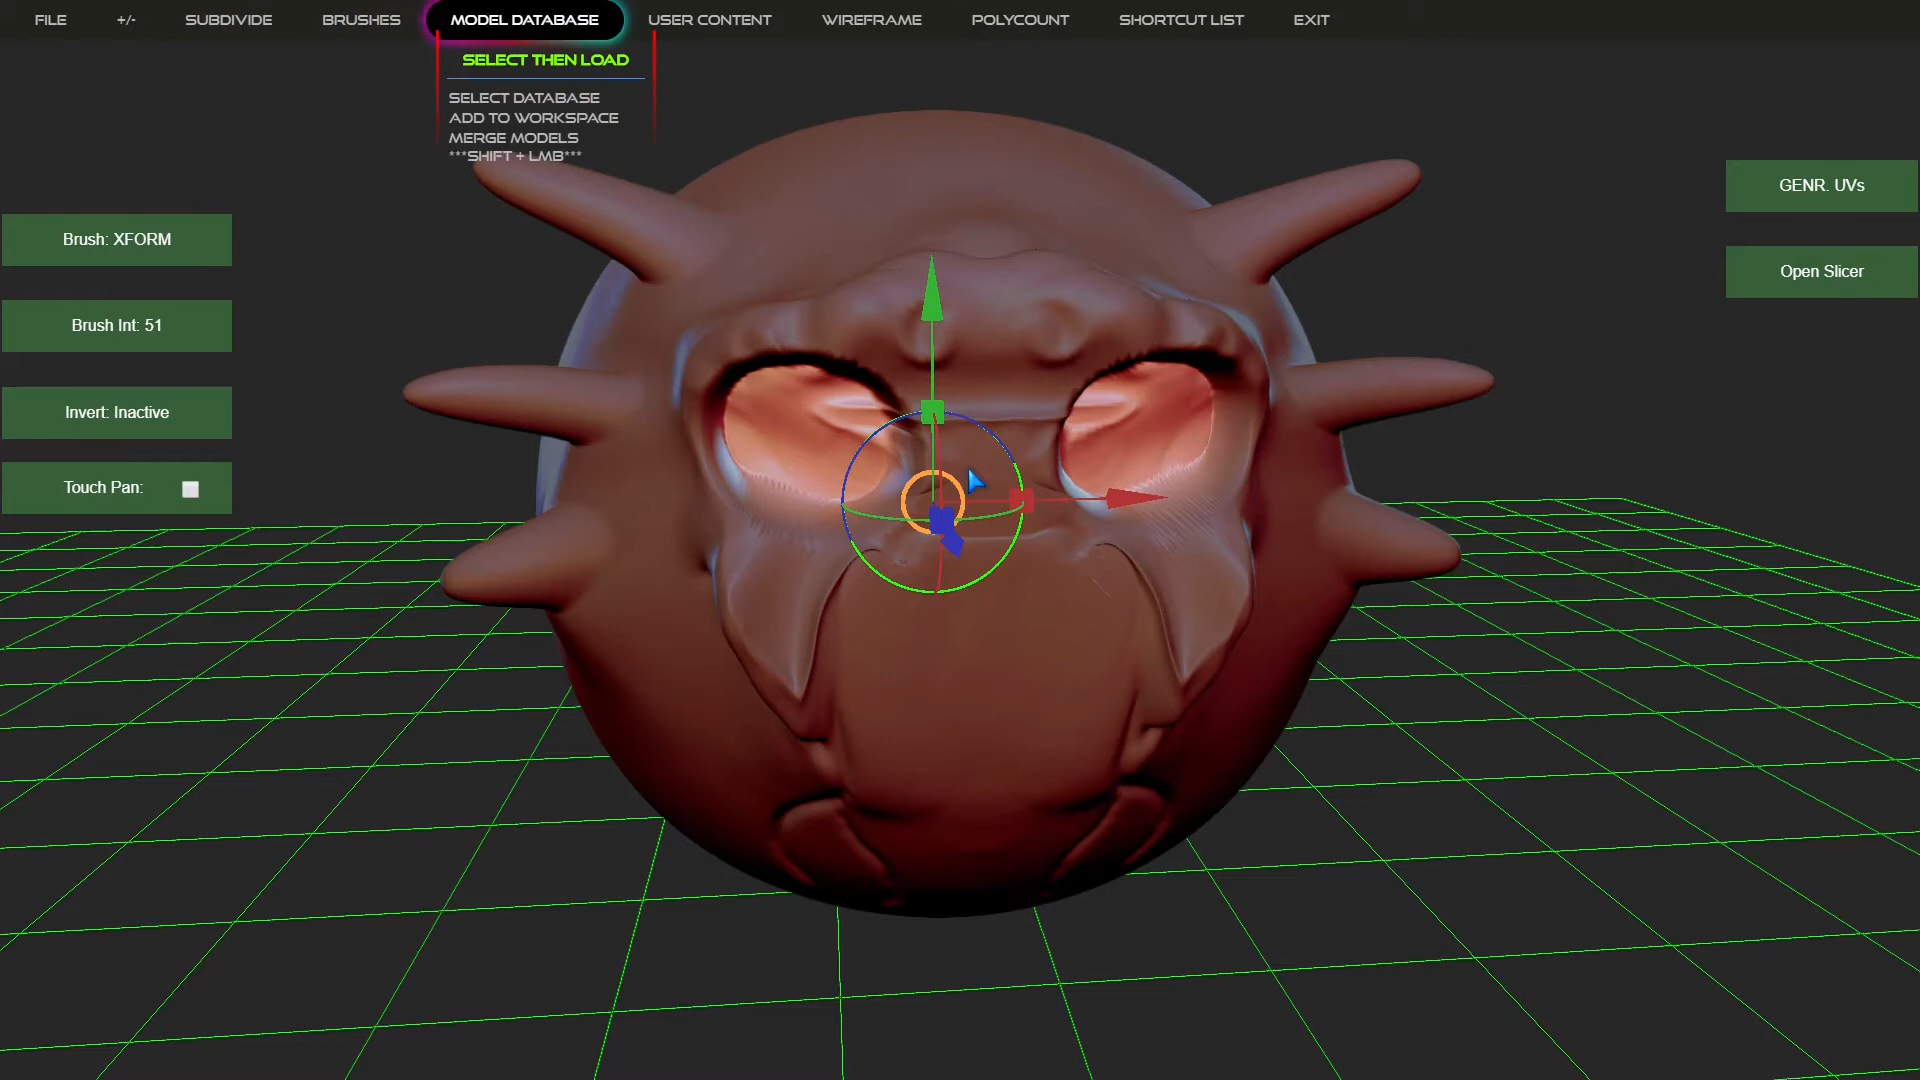 FILE +/- SUBDIVIDE BRUSHES MODEL DATABASE USER CONTENT WIREFRAME POLYCOUNT SHORTCUT LIST EXIT
SELECT THEN LOAD
SELECT DATABASE
ADD TO WORKSPACE
MERGE MODELS
***SHIFT + LMB***
GENR. UVs
Brush: XFORM
Open Slicer
Brush Int: 51
Invert: Inactive
Touch Pan: